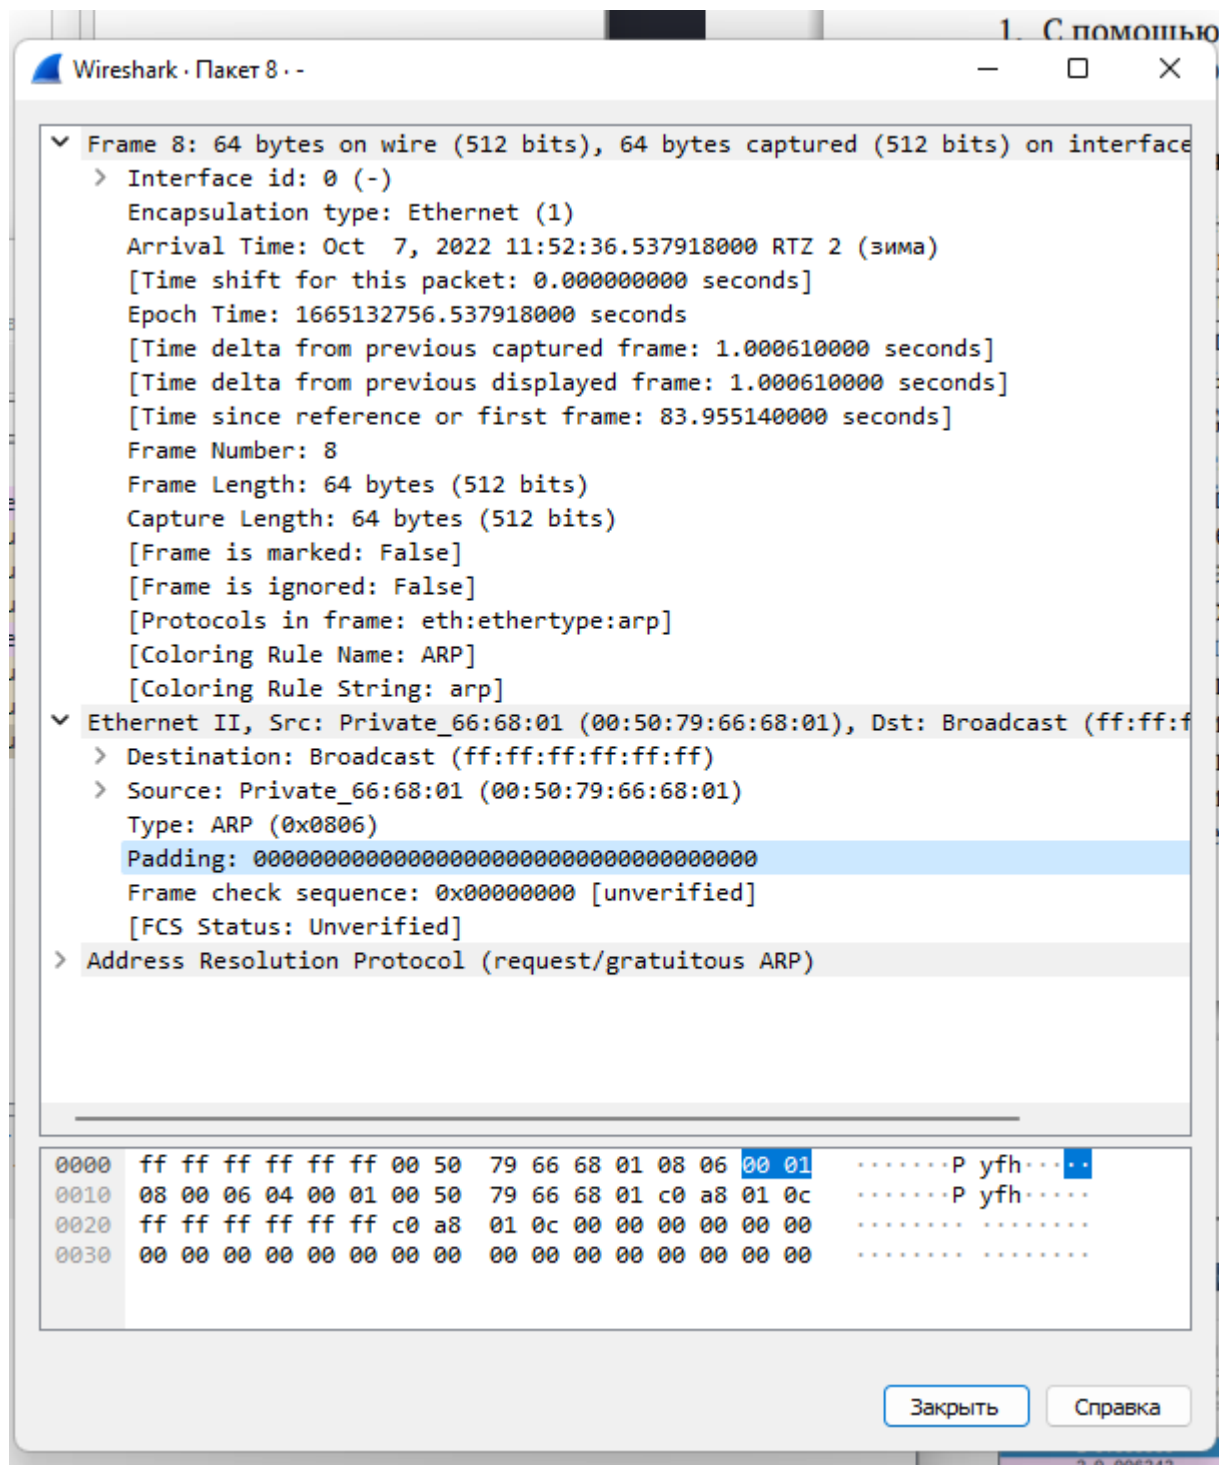 1. С помощью
Wireshark · Пакет 8 · -
Frame 8: 64 bytes on wire (512 bits), 64 bytes captured (512 bits) on interface
Interface id: 0 (-)
Encapsulation type: Ethernet (1)
Arrival Time: Oct  7, 2022 11:52:36.537918000 RTZ 2 (зима)
[Time shift for this packet: 0.000000000 seconds]
Epoch Time: 1665132756.537918000 seconds
[Time delta from previous captured frame: 1.000610000 seconds]
[Time delta from previous displayed frame: 1.000610000 seconds]
[Time since reference or first frame: 83.955140000 seconds]
Frame Number: 8
Frame Length: 64 bytes (512 bits)
Capture Length: 64 bytes (512 bits)
[Frame is marked: False]
[Frame is ignored: False]
[Protocols in frame: eth:ethertype:arp]
[Coloring Rule Name: ARP]
[Coloring Rule String: arp]
Ethernet II, Src: Private_66:68:01 (00:50:79:66:68:01), Dst: Broadcast (ff:ff:f
Destination: Broadcast (ff:ff:ff:ff:ff:ff)
Source: Private_66:68:01 (00:50:79:66:68:01)
Type: ARP (0x0806)
Padding: 000000000000000000000000000000000000
Frame check sequence: 0x00000000 [unverified]
[FCS Status: Unverified]
Address Resolution Protocol (request/gratuitous ARP)
0000 ff ff ff ff ff ff 00 50 79 66 68 01 08 06 00 01 ·······P yfh·····
0010 08 00 06 04 00 01 00 50 79 66 68 01 c0 a8 01 0c ·······P yfh·····
0020 ff ff ff ff ff ff c0 a8 01 0c 00 00 00 00 00 00 ········ ········
0030 00 00 00 00 00 00 00 00 00 00 00 00 00 00 00 00 ········ ········
Закрыть
Справка